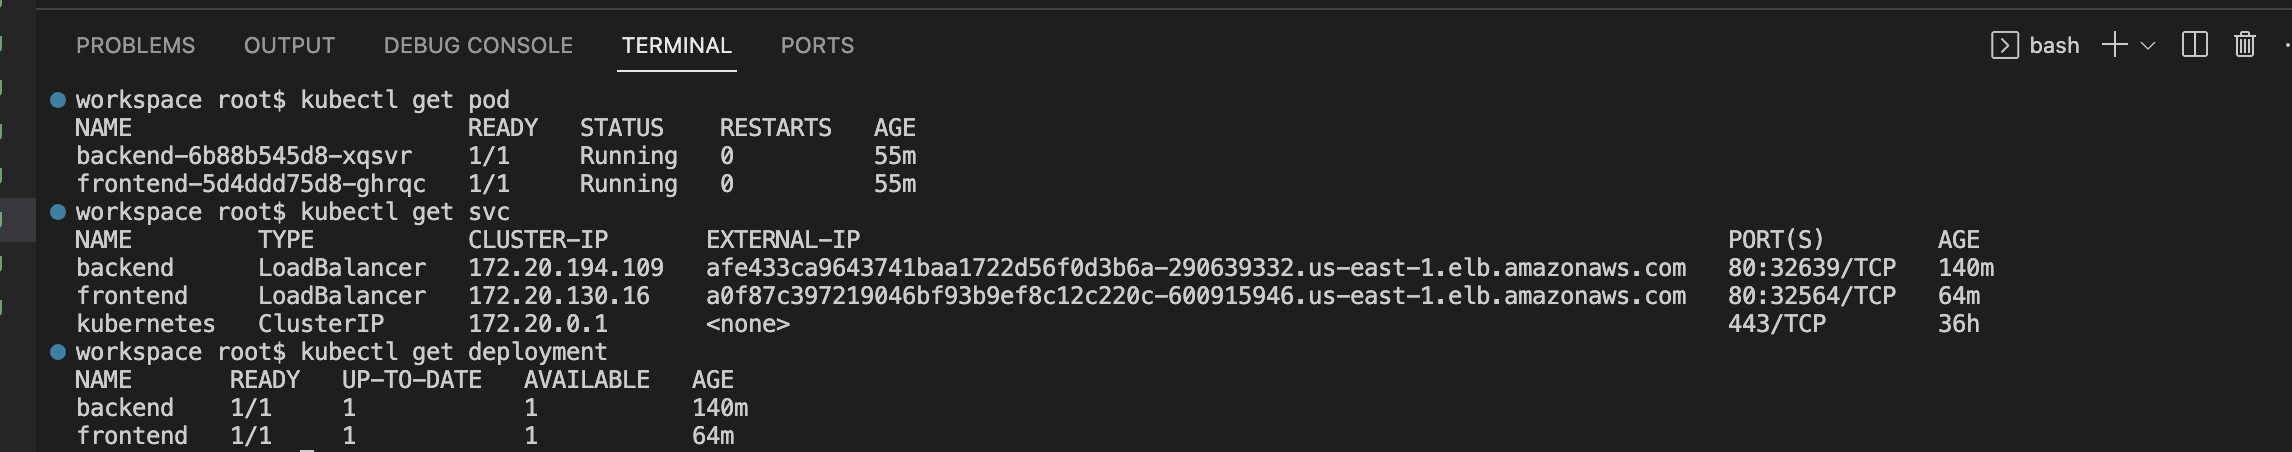 PROBLEMS OUTPUT DEBUG CONSOLE TERMINAL PORTS bash
workspace root$ kubectl get pod
NAME READY STATUS RESTARTS AGE
backend-6b88b545d8-xqsvr 1/1 Running 0 55m
frontend-5d4ddd75d8-ghrqc 1/1 Running 0 55m
workspace root$ kubectl get svc
NAME TYPE CLUSTER-IP EXTERNAL-IP PORT(S) AGE
backend LoadBalancer 172.20.194.109 afe433ca9643741baa1722d56f0d3b6a-290639332.us-east-1.elb.amazonaws.com 80:32639/TCP 140m
frontend LoadBalancer 172.20.130.16 a0f87c397219046bf93b9ef8c12c220c-600915946.us-east-1.elb.amazonaws.com 80:32564/TCP 64m
kubernetes ClusterIP 172.20.0.1 <none> 443/TCP 36h
workspace root$ kubectl get deployment
NAME READY UP-TO-DATE AVAILABLE AGE
backend 1/1 1 1 140m
frontend 1/1 1 1 64m